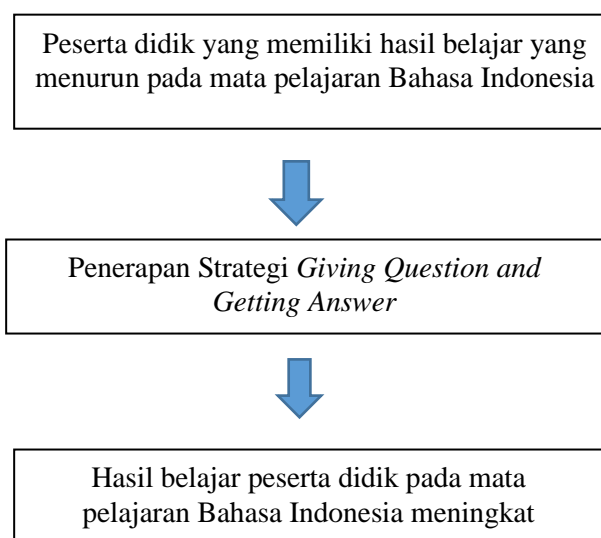 Peserta didik yang memiliki hasil belajar yang
menurun pada mata pelajaran Bahasa Indonesia
Penerapan Strategi Giving Question and
Getting Answer
Hasil belajar peserta didik pada mata
pelajaran Bahasa Indonesia meningkat